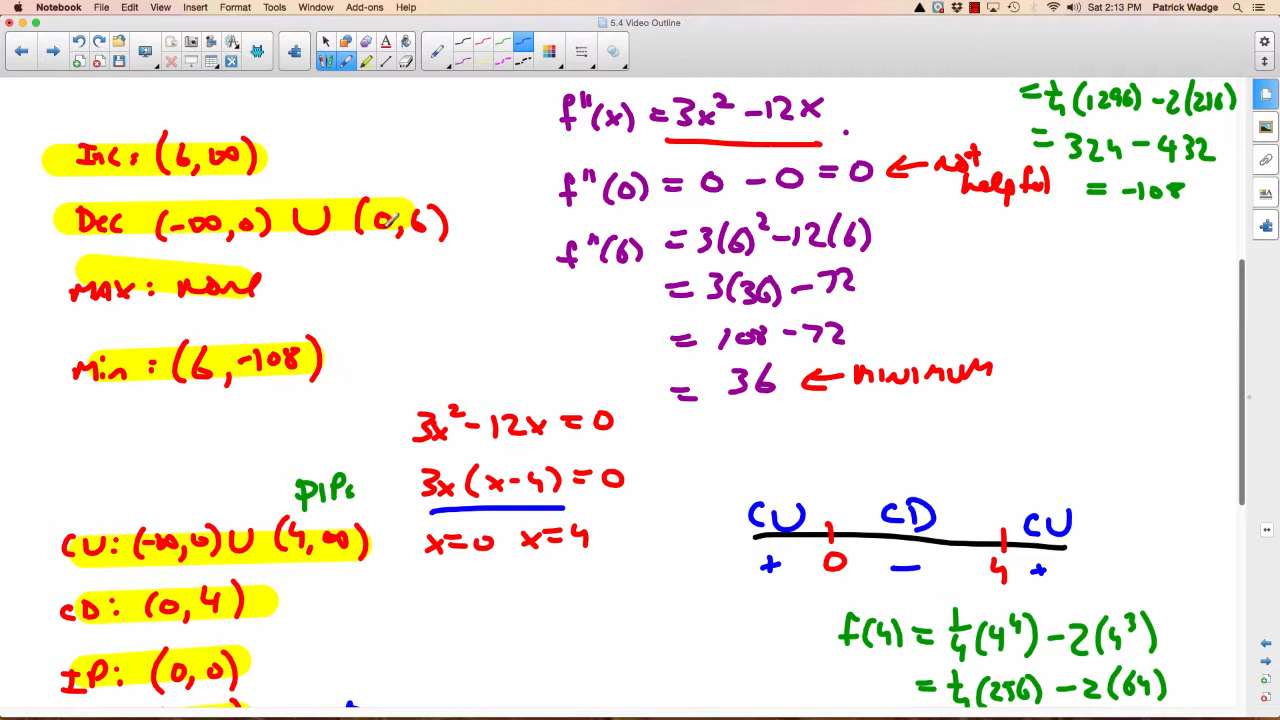 Notebook File Edit View Insert Format Tools Window Add-ons Help Sat 2:13 PM Patrick Wadge
5.4 Video Outline
f"(x) = 3x² - 12x .
= 1/4 (1296) - 2(216)
= 324 - 432
= -108
Inc: (6, ∞)
f"(0) = 0 - 0 = 0 ← not helpful
Dec (-∞, 0) ∪ (0, 6)
f"(6) = 3(6)² - 12(6)
= 3(36) - 72
MAX: None
= 108 - 72
Min: (6, -108)
= 36 ← MINIMUM
3x² - 12x = 0
3x(x - 4) = 0
PIPs
x=0 x=4
CU CD CU
0 4
+ − +
CU: (-∞, 0) ∪ (4, ∞)
CD: (0, 4)
IP: (0, 0)
f(4) = 1/4 (4⁴) - 2(4³)
= 1/4 (256) - 2(64)